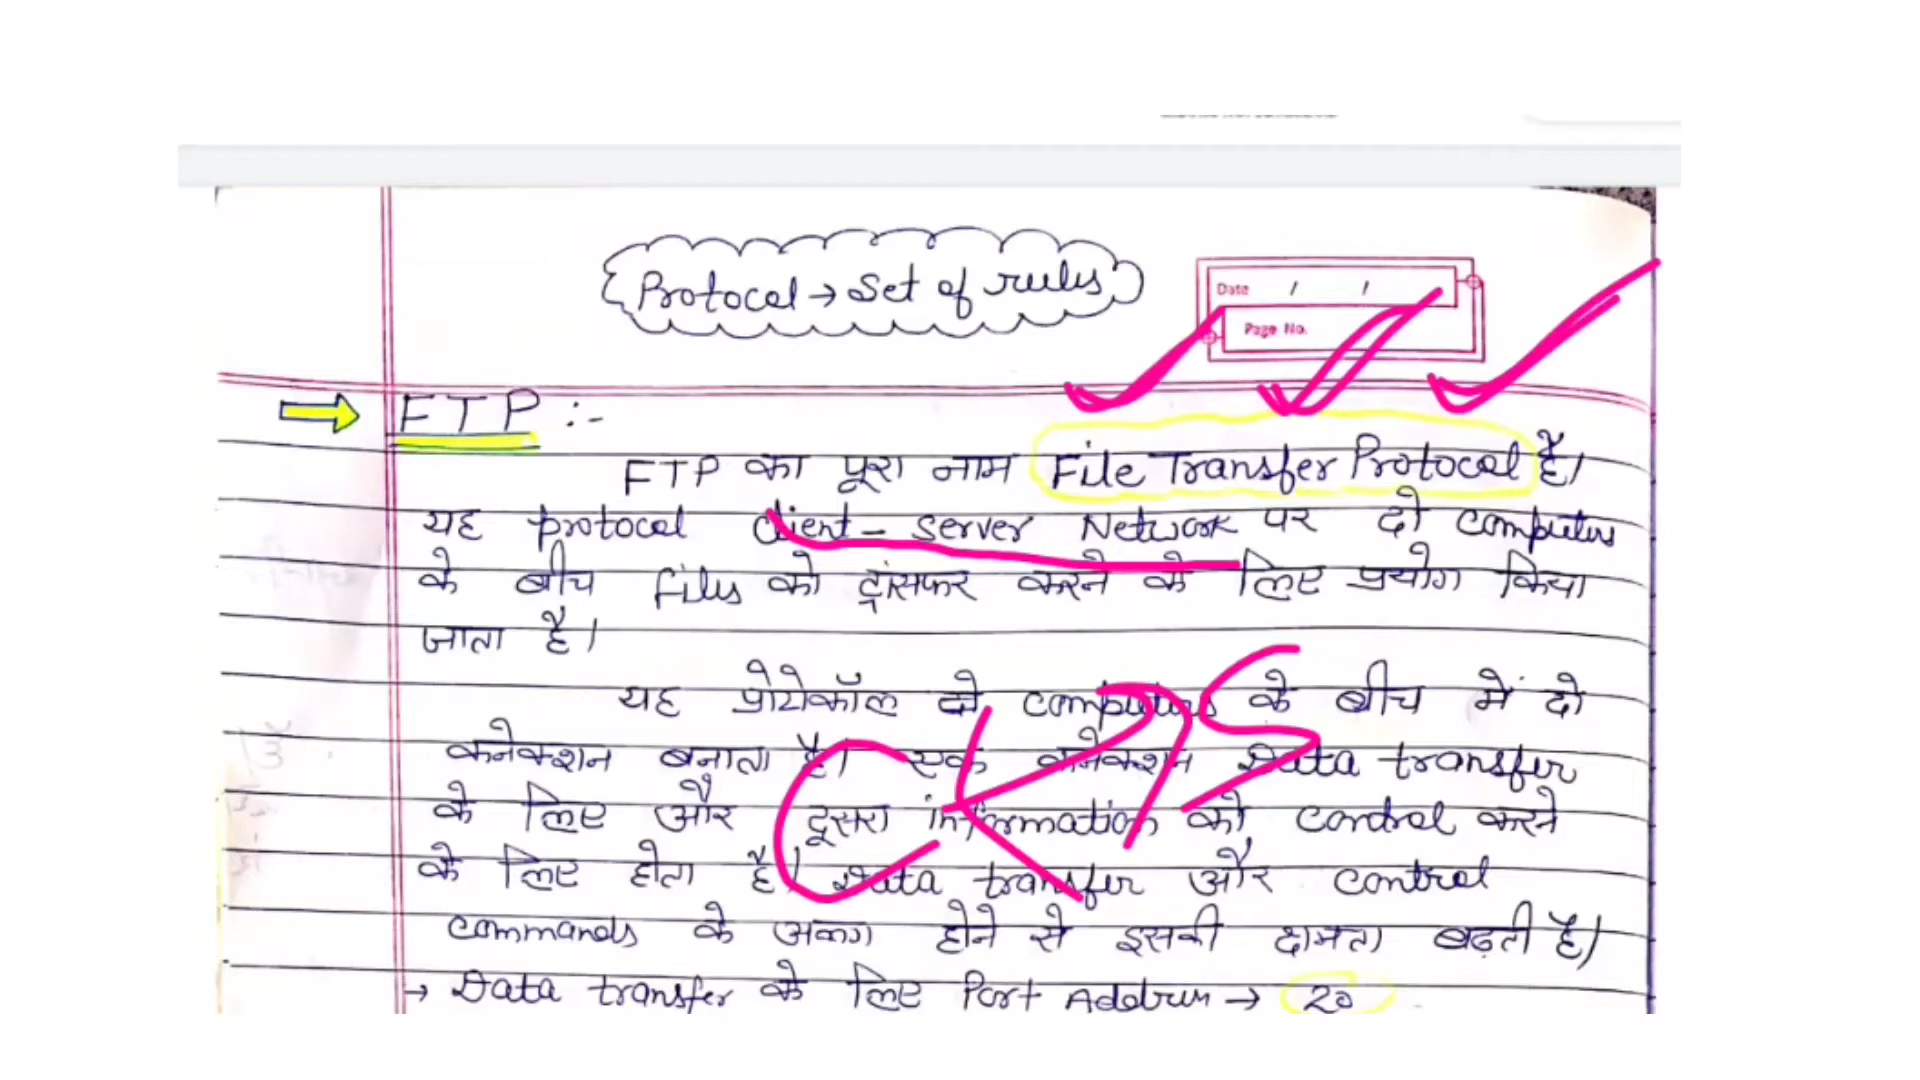 Protocol → Set of rules
Date / /
Page No.
FTP :-
FTP का पूरा नाम File Transfer Protocol है।
यह protocol client - server Network पर दो computers
के बीच files को ट्रांसफर करने के लिए प्रयोग किया
जाता है।
यह प्रोटोकॉल दो computers के बीच में दो
कनेक्शन बनाता है। एक कनेक्शन Data transfer
के लिए और दूसरा information को control करने
के लिए होता है। Data transfer और control
commands के अलग होने से इसकी क्षमता बढ़ती है।
→ Data transfer के लिए Port Address → 20